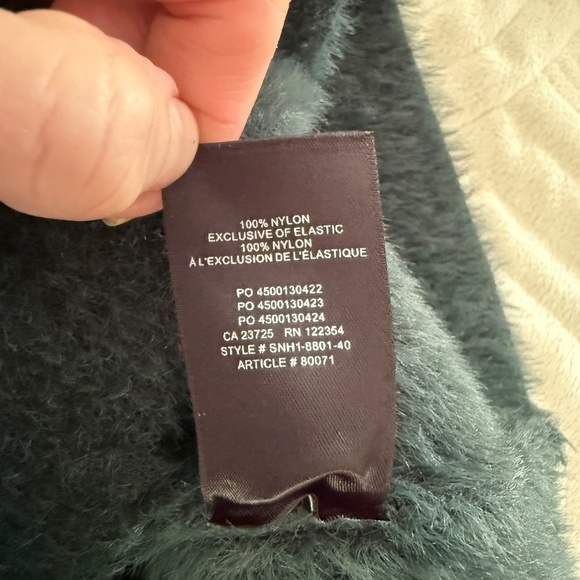 100% NYLON
EXCLUSIVE OF ELASTIC
100% NYLON
À L'EXCLUSION DE L'ÉLASTIQUE
PO 4500130422
PO 4500130423
PO 4500130424
CA 23725 RN 122354
STYLE # SNH1-8801-40
ARTICLE # 80071